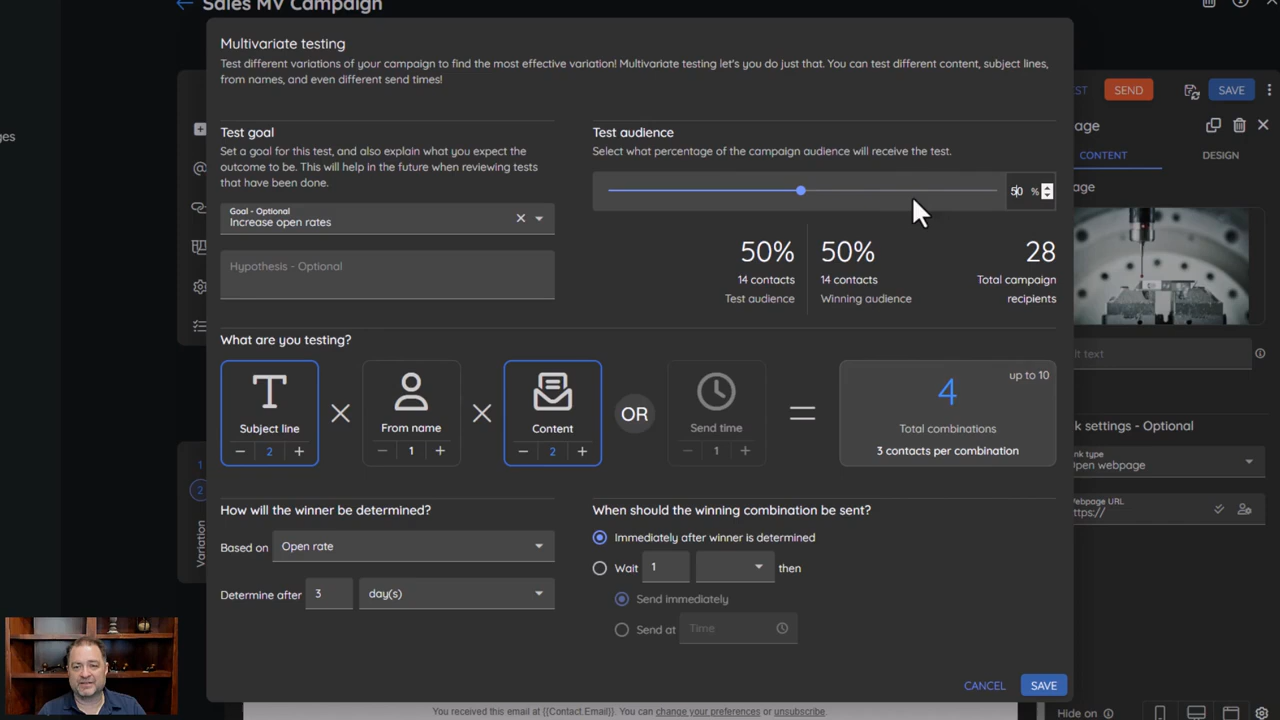 Sales MV Campaign
Multivariate testing
Test different variations of your campaign to find the most effective variation! Multivariate testing let's you do just that. You can test different content, subject lines,
from names, and even different send times!
Test goal
Set a goal for this test, and also explain what you expect the
outcome to be. This will help in the future when reviewing tests
that have been done.
Goal - Optional
Increase open rates
Hypothesis - Optional
Test audience
Select what percentage of the campaign audience will receive the test.
50 %
50%
14 contacts
Test audience
50%
14 contacts
Winning audience
28
Total campaign
recipients
What are you testing?
Subject line
2
From name
1
Content
2
OR
Send time
1
up to 10
4
Total combinations
3 contacts per combination
How will the winner be determined?
Based on Open rate
Determine after 3 day(s)
When should the winning combination be sent?
Immediately after winner is determined
Wait 1 then
Send immediately
Send at Time
CANCEL SAVE
SEND SAVE
CONTENT DESIGN
settings - Optional
Open webpage
1
2
Variation
You received this email at {{Contact.Email}}. You can change your preferences or unsubscribe.
Hide on